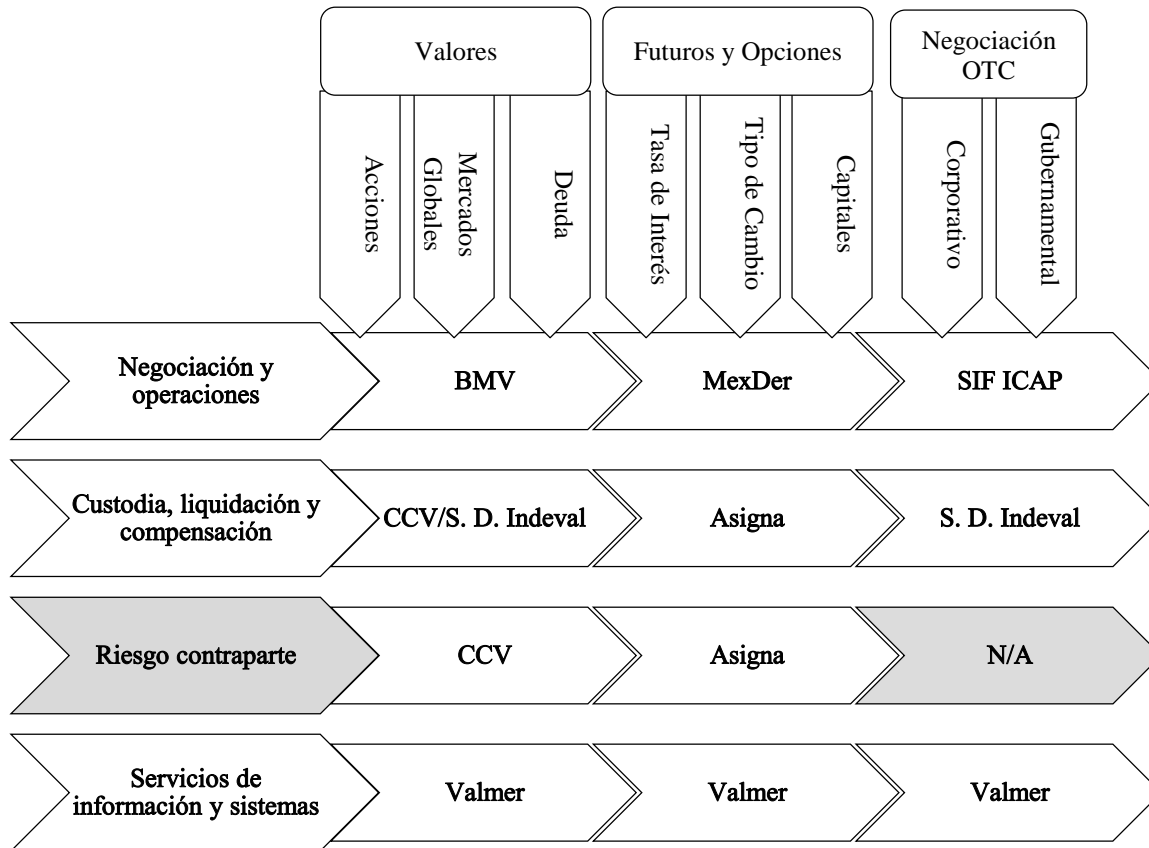 Valores
Futuros y Opciones
Negociación
OTC
Acciones
Mercados
Globales
Deuda
Tasa de Interés
Tipo de Cambio
Capitales
Corporativo
Gubernamental
Negociación y
operaciones
BMV
MexDer
SIF ICAP
Custodia, liquidación y
compensación
CCV/S. D. Indeval
Asigna
S. D. Indeval
Riesgo contraparte
CCV
Asigna
N/A
Servicios de
información y sistemas
Valmer
Valmer
Valmer